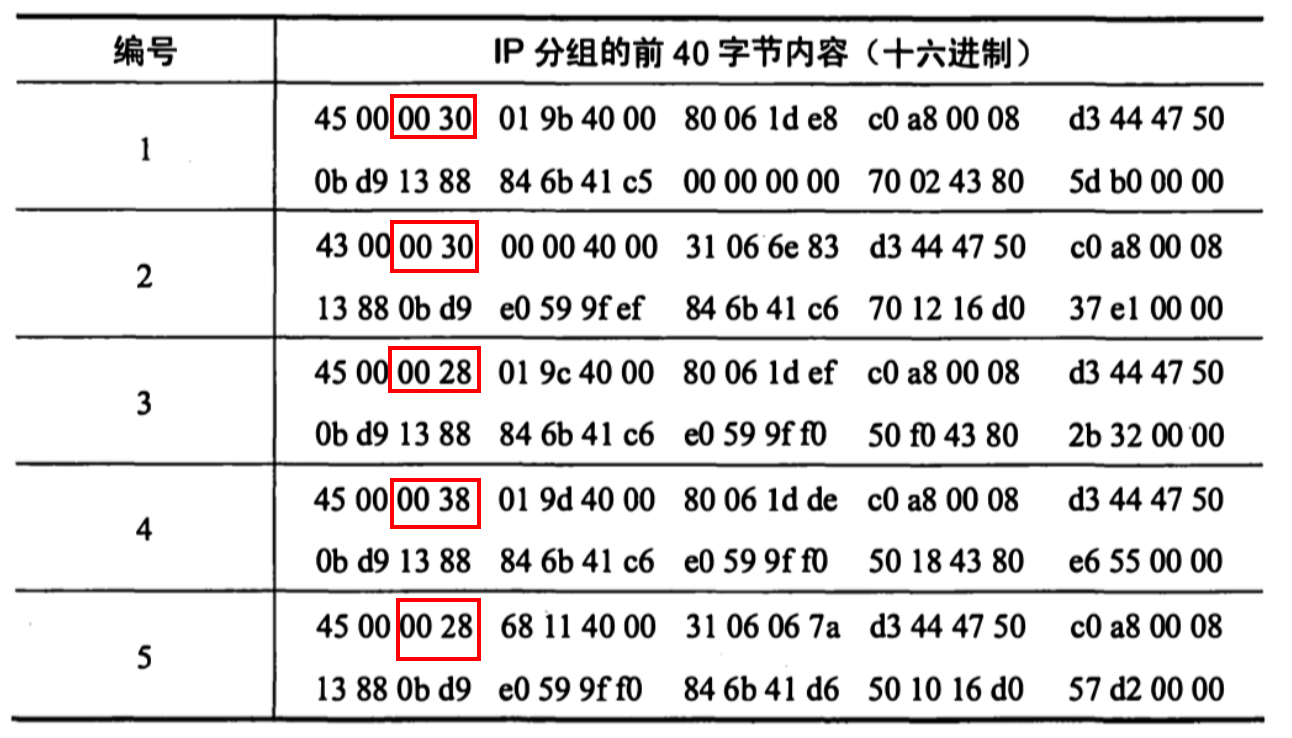 编号 IP 分组的前 40 字节内容（十六进制）
1
45 00 00 30 01 9b 40 00 80 06 1d e8 c0 a8 00 08 d3 44 47 50
0b d9 13 88 84 6b 41 c5 00 00 00 00 70 02 43 80 5d b0 00 00
2
43 00 00 30 00 00 40 00 31 06 6e 83 d3 44 47 50 c0 a8 00 08
13 88 0b d9 e0 59 9f ef 84 6b 41 c6 70 12 16 d0 37 e1 00 00
3
45 00 00 28 01 9c 40 00 80 06 1d ef c0 a8 00 08 d3 44 47 50
0b d9 13 88 84 6b 41 c6 e0 59 9f f0 50 f0 43 80 2b 32 00 00
4
45 00 00 38 01 9d 40 00 80 06 1d de c0 a8 00 08 d3 44 47 50
0b d9 13 88 84 6b 41 c6 e0 59 9f f0 50 18 43 80 e6 55 00 00
5
45 00 00 28 68 11 40 00 31 06 06 7a d3 44 47 50 c0 a8 00 08
13 88 0b d9 e0 59 9f f0 84 6b 41 d6 50 10 16 d0 57 d2 00 00